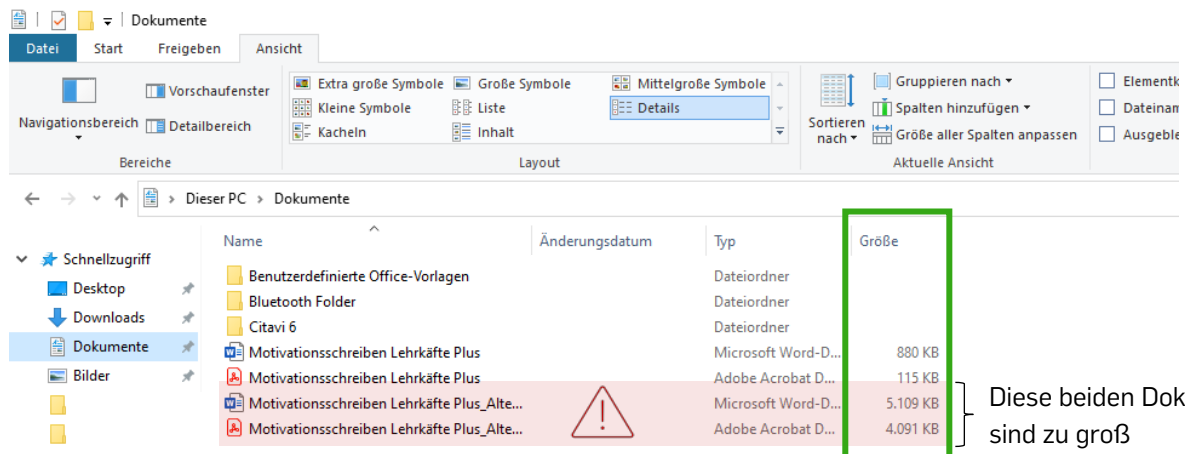 Dokumente
Datei Start Freigeben Ansicht
Navigationsbereich
Vorschaufenster
Detailbereich
Bereiche
Extra große Symbole Große Symbole Mittelgroße Symbole
Kleine Symbole Liste Details
Kacheln Inhalt
Layout
Sortieren nach
Gruppieren nach
Spalten hinzufügen
Größe aller Spalten anpassen
Aktuelle Ansicht
Elementk
Dateinam
Ausgeble
Dieser PC > Dokumente
Schnellzugriff
Desktop
Downloads
Dokumente
Bilder
Name Änderungsdatum Typ Größe
Benutzerdefinierte Office-Vorlagen Dateiordner
Bluetooth Folder Dateiordner
Citavi 6 Dateiordner
Motivationsschreiben Lehrkäfte Plus Microsoft Word-D... 880 KB
Motivationsschreiben Lehrkäfte Plus Adobe Acrobat D... 115 KB
Motivationsschreiben Lehrkäfte Plus_Alte... Microsoft Word-D... 5.109 KB
Motivationsschreiben Lehrkäfte Plus_Alte... Adobe Acrobat D... 4.091 KB
Diese beiden Dok
sind zu groß